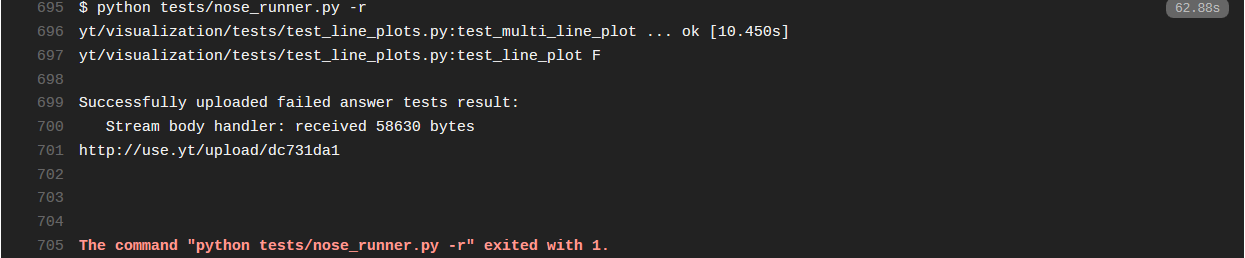 695 $ python tests/nose_runner.py -r 62.88s
696 yt/visualization/tests/test_line_plots.py:test_multi_line_plot ... ok [10.450s]
697 yt/visualization/tests/test_line_plots.py:test_line_plot F
698
699 Successfully uploaded failed answer tests result:
700 Stream body handler: received 58630 bytes
701 http://use.yt/upload/dc731da1
702
703
704
705 The command "python tests/nose_runner.py -r" exited with 1.